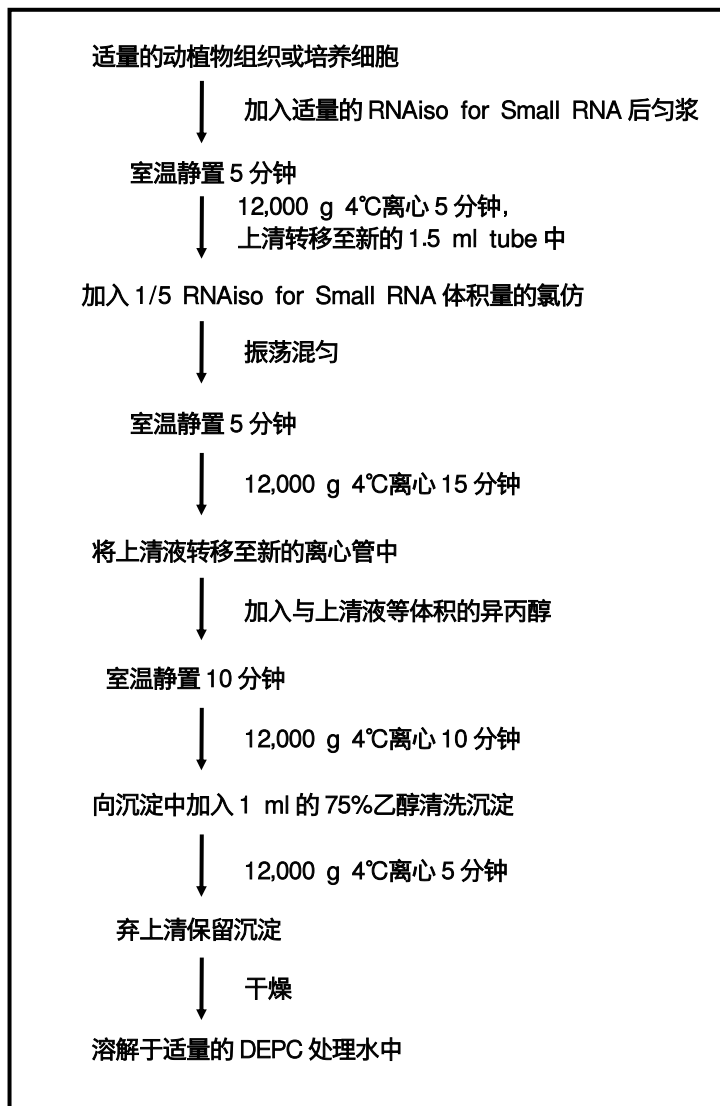 适量的动植物组织或培养细胞
加入适量的 RNAiso for Small RNA 后匀浆
室温静置 5 分钟
12,000 g 4℃离心 5 分钟,
上清转移至新的 1.5 ml tube 中
加入 1/5 RNAiso for Small RNA 体积量的氯仿
振荡混匀
室温静置 5 分钟
12,000 g 4℃离心 15 分钟
将上清液转移至新的离心管中
加入与上清液等体积的异丙醇
室温静置 10 分钟
12,000 g 4℃离心 10 分钟
向沉淀中加入 1 ml 的 75%乙醇清洗沉淀
12,000 g 4℃离心 5 分钟
弃上清保留沉淀
干燥
溶解于适量的 DEPC 处理水中